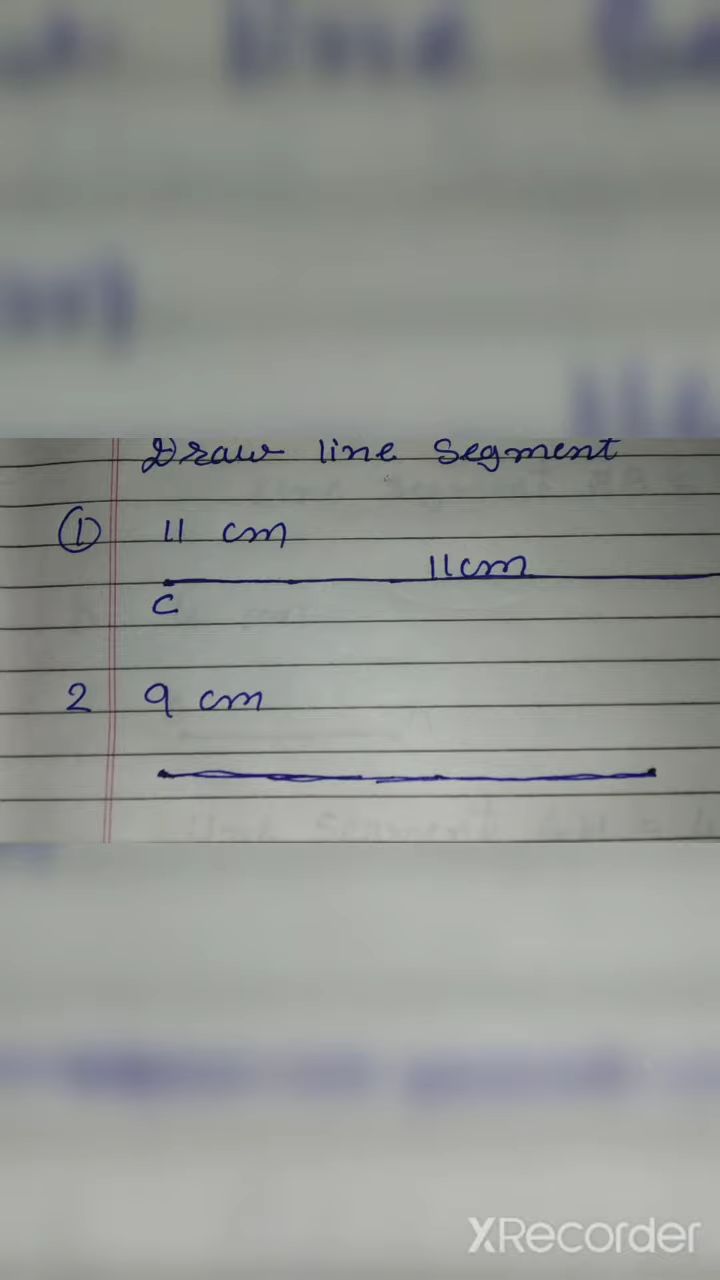 Draw line segment
① 11 cm
11cm
C
2 9 cm
XRecorder